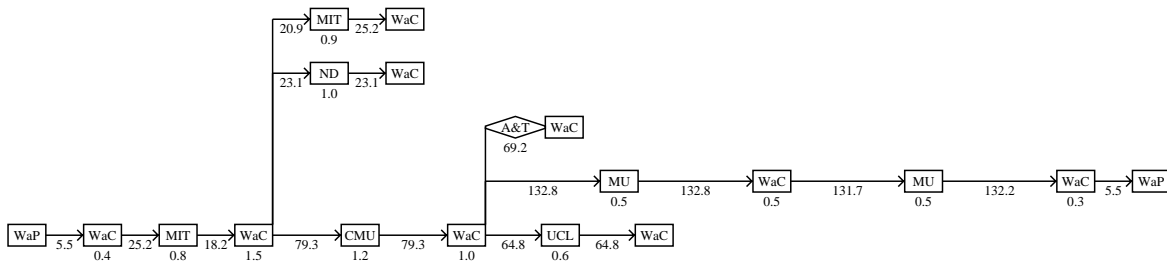 MIT WaC
20.9 25.2
0.9
ND WaC
23.1 23.1
1.0
A&T WaC
69.2
MU WaC MU WaC WaP
132.8 132.8 131.7 132.2 5.5
0.5 0.5 0.5 0.3
WaP WaC MIT WaC CMU WaC UCL WaC
5.5 25.2 18.2 79.3 79.3 64.8 64.8
0.4 0.8 1.5 1.2 1.0 0.6